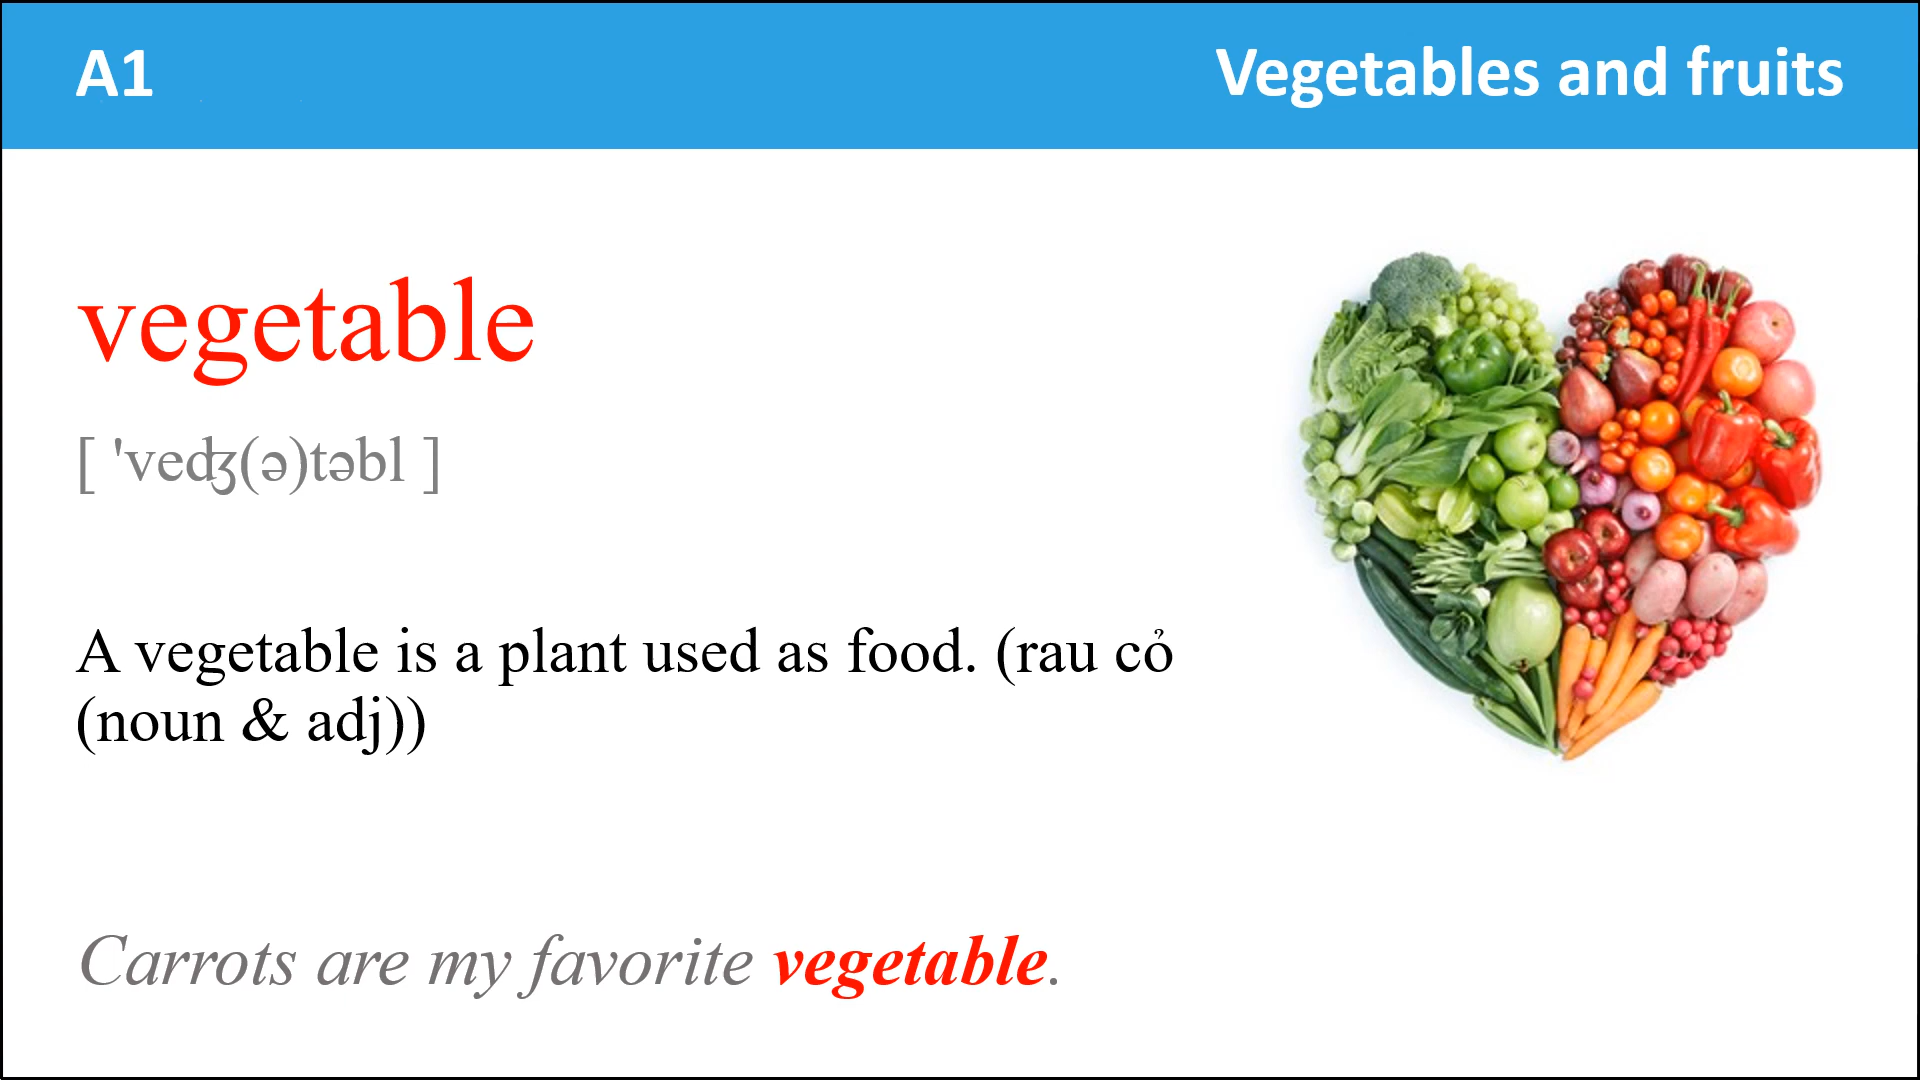 A1
Vegetables and fruits
vegetable
[ 'veʤ(ə)təbl ]
A vegetable is a plant used as food. (rau cỏ
(noun & adj))
Carrots are my favorite vegetable.